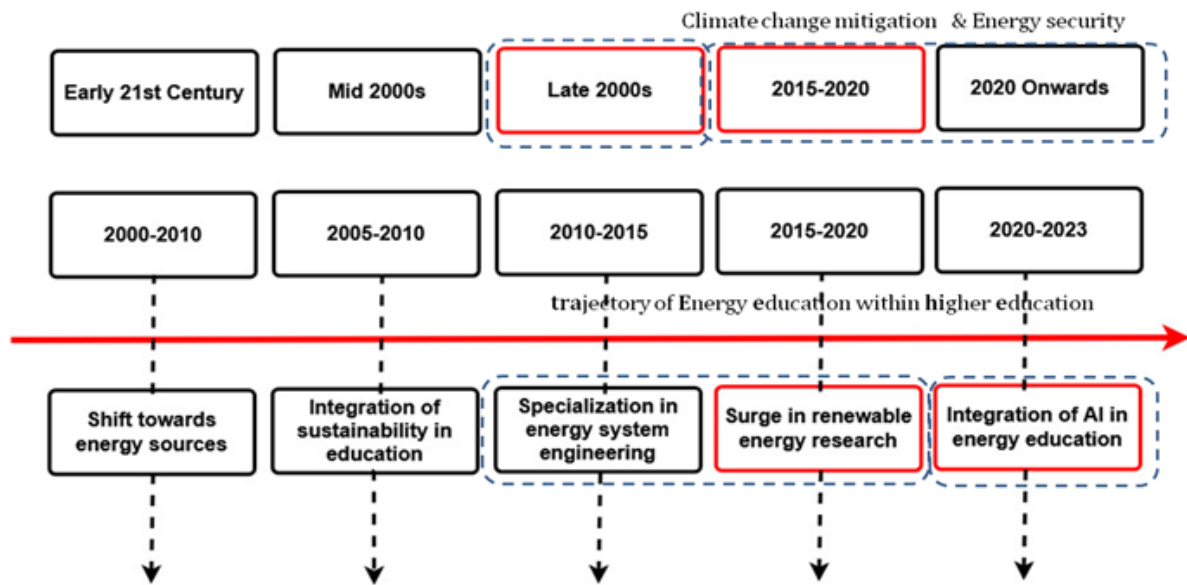 Climate change mitigation & Energy security
Early 21st Century
Mid 2000s
Late 2000s
2015-2020
2020 Onwards
2000-2010
2005-2010
2010-2015
2015-2020
2020-2023
trajectory of Energy education within higher education
Shift towards
energy sources
Integration of
sustainability in
education
Specialization in
energy system
engineering
Surge in renewable
energy research
Integration of AI in
energy education